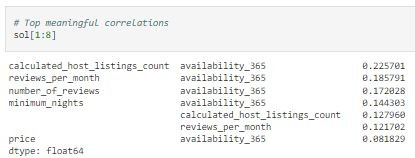 # Top meaningful correlations
sol[1:8]
calculated_host_listings_count  availability_365                  0.225701
reviews_per_month               availability_365                  0.185791
number_of_reviews               availability_365                  0.172028
minimum_nights                  availability_365                  0.144303
                                calculated_host_listings_count    0.127960
                                reviews_per_month                 0.121702
price                           availability_365                  0.081829
dtype: float64